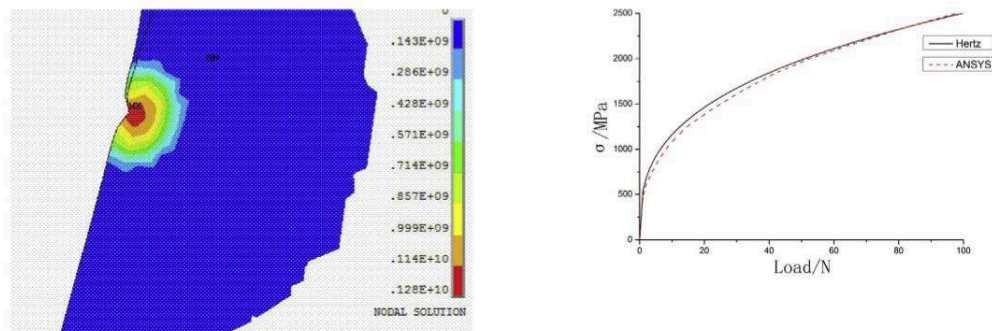 .143E+09
.286E+09
.428E+09
.571E+09
.714E+09
.857E+09
.999E+09
.114E+10
.128E+10
NODAL SOLUTION
2500
2000
1500
1000
500
0
σ/MPa
Hertz
ANSYS
0
20
40
60
80
100
Load/N